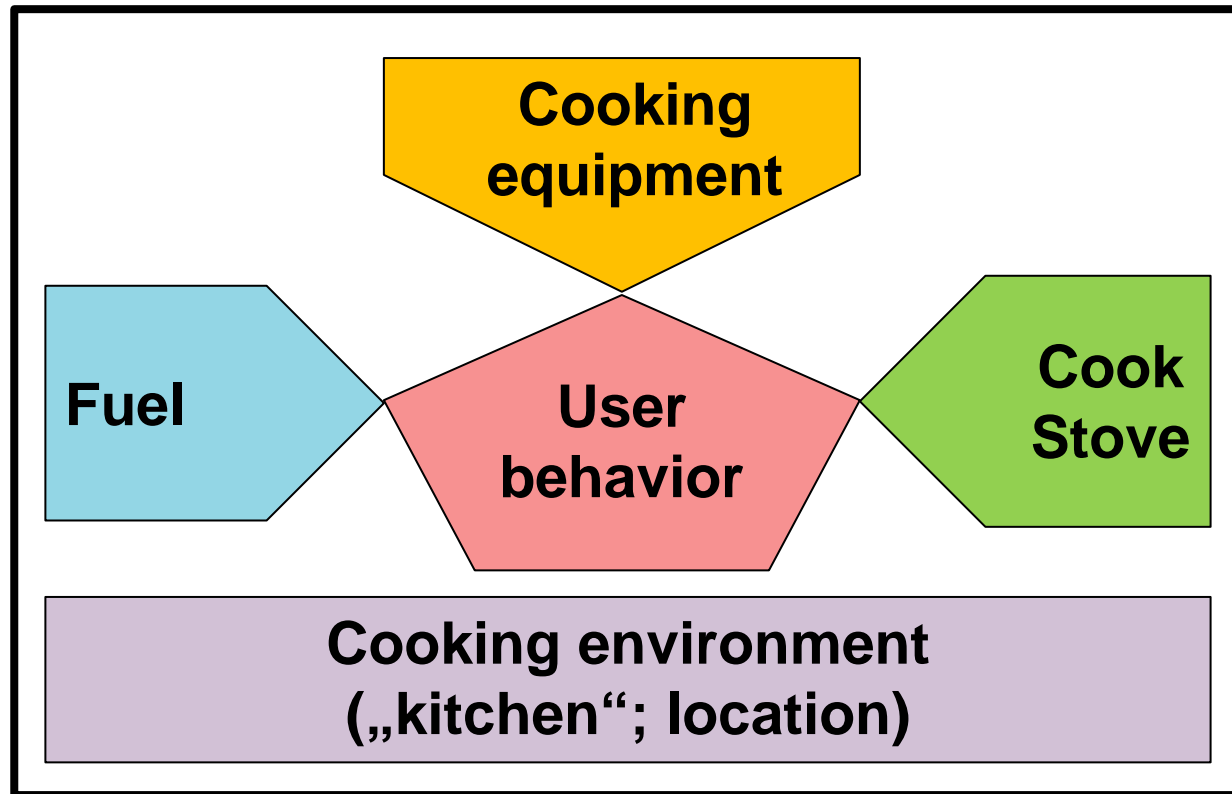 Cooking
equipment
Fuel
User
behavior
Cook
Stove
Cooking environment
(„kitchen“; location)